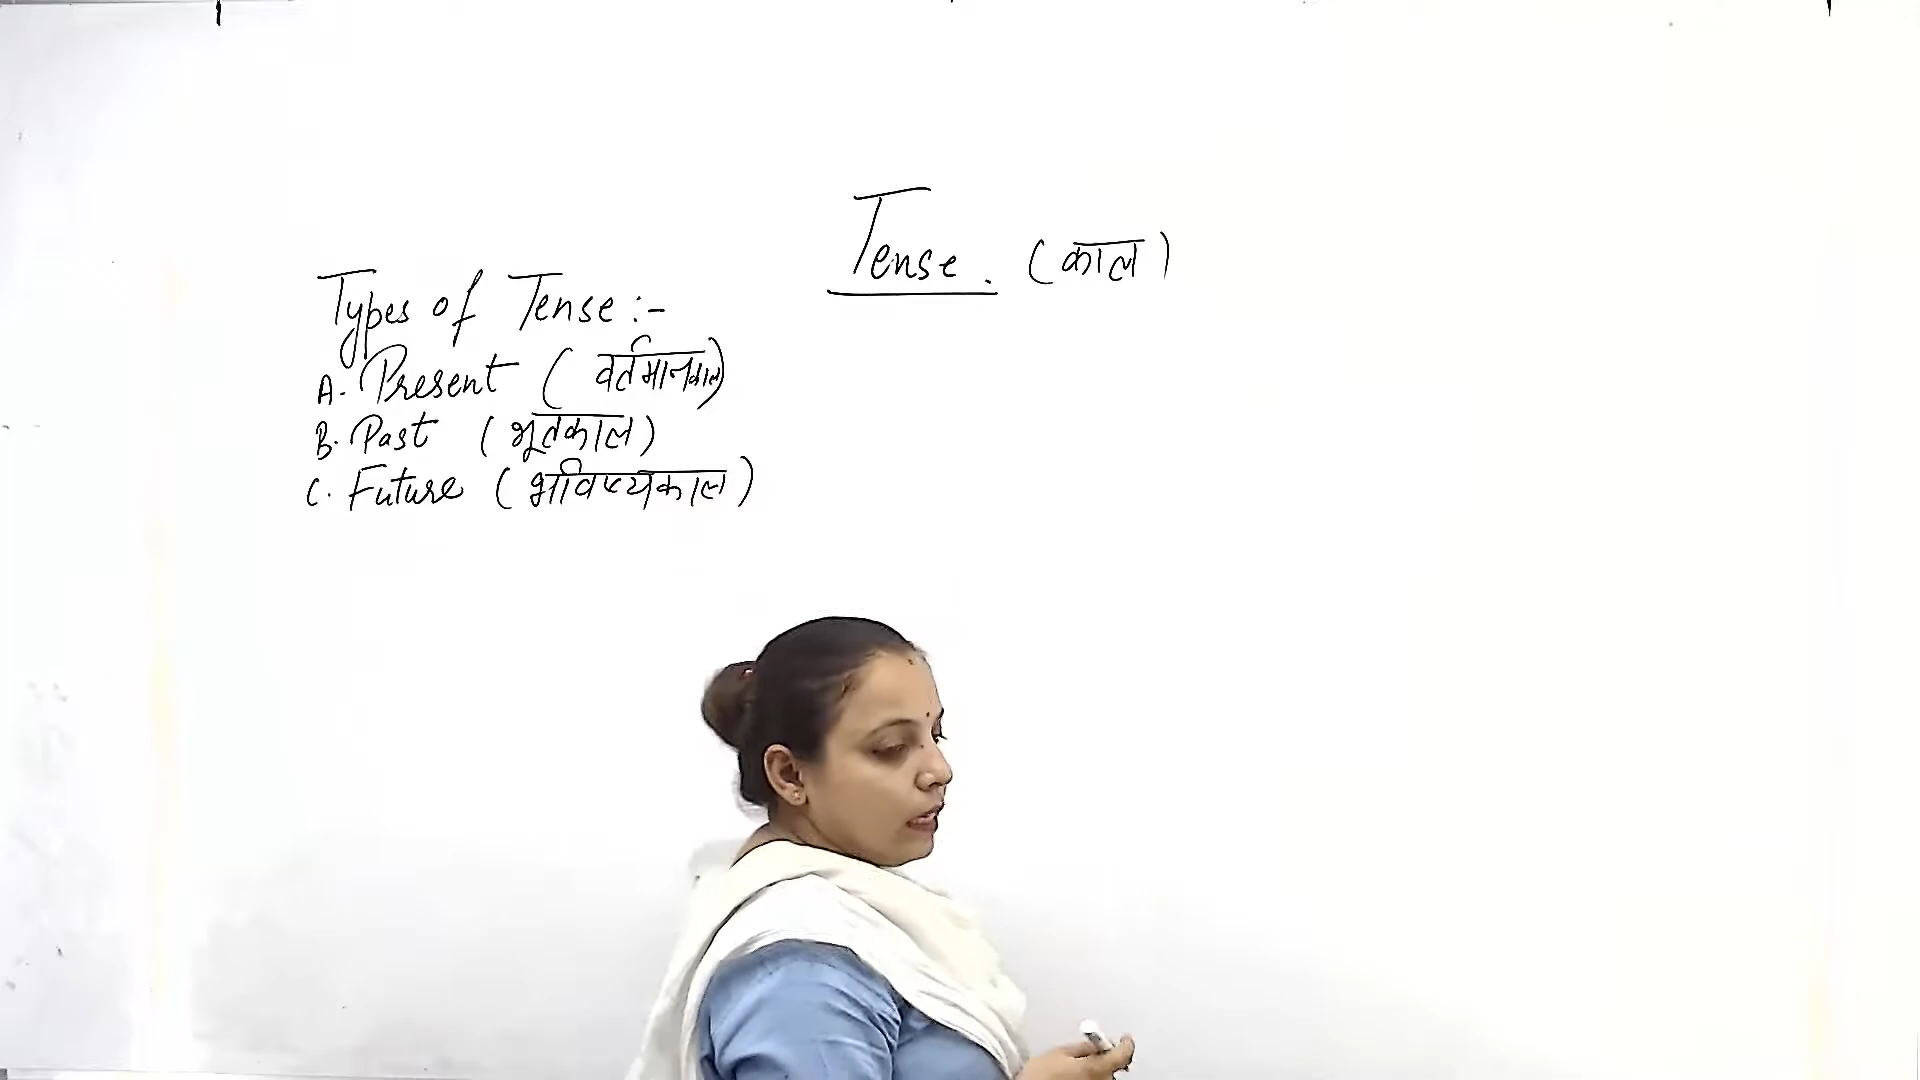 Tense. (काल)
Types of Tense:-
A. Present (वर्तमानकाल)
B. Past (भूतकाल)
C. Future (भविष्यकाल)